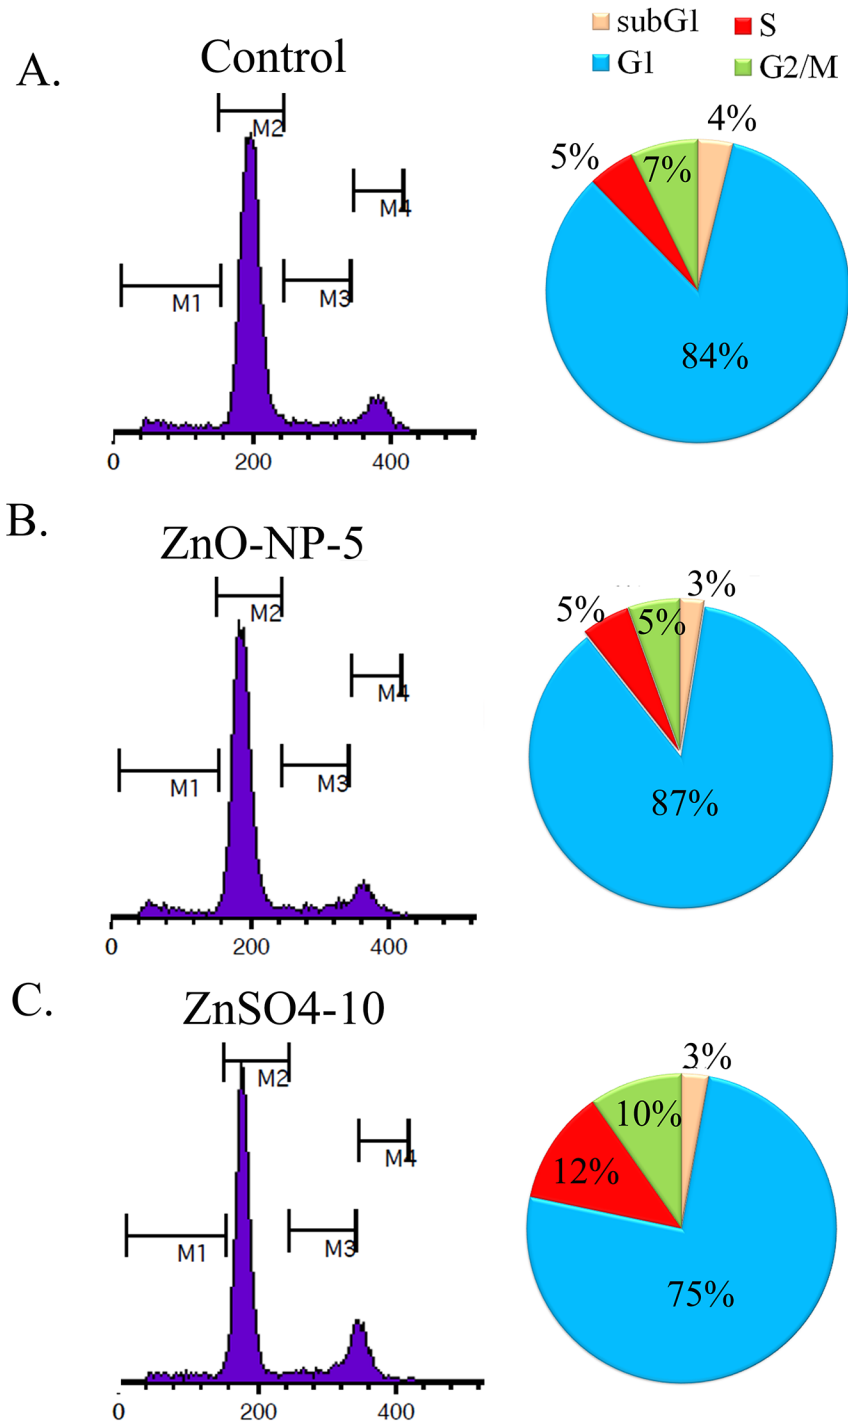 subG1 S
G1 G2/M
A. Control
M2
4%
5%
7%
M4
M1 M3
84%
0 200 400
B. ZnO-NP-5
M2
3%
5% 5%
M4
M1 M3
87%
0 200 400
C. ZnSO4-10
M2
3%
10%
M4
12%
M1 M3
75%
0 200 400